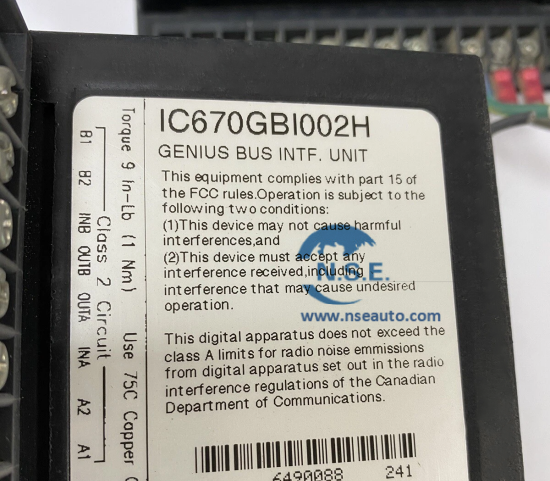 IC670GBI002H
GENIUS BUS INTF. UNIT
This equipment complies with part 15 of
the FCC rules.Operation is subject to the
following two conditions:
(1)This device may not cause harmful
interferences,and
(2)This device must accept any
interference received,including
interference that may cause undesired
operation.
N.S.E.
www.nseauto.com
This digital apparatus does not exceed the
class A limits for radio noise emmissions
from digital apparatus set out in the radio
interference regulations of the Canadian
Department of Communications.
6490088 241
Torque 9 In-Lb (1 Nm) Use 75C Copper
Class 2 Circuit
B1 B2 INB OUTB OUTA INA A2 A1